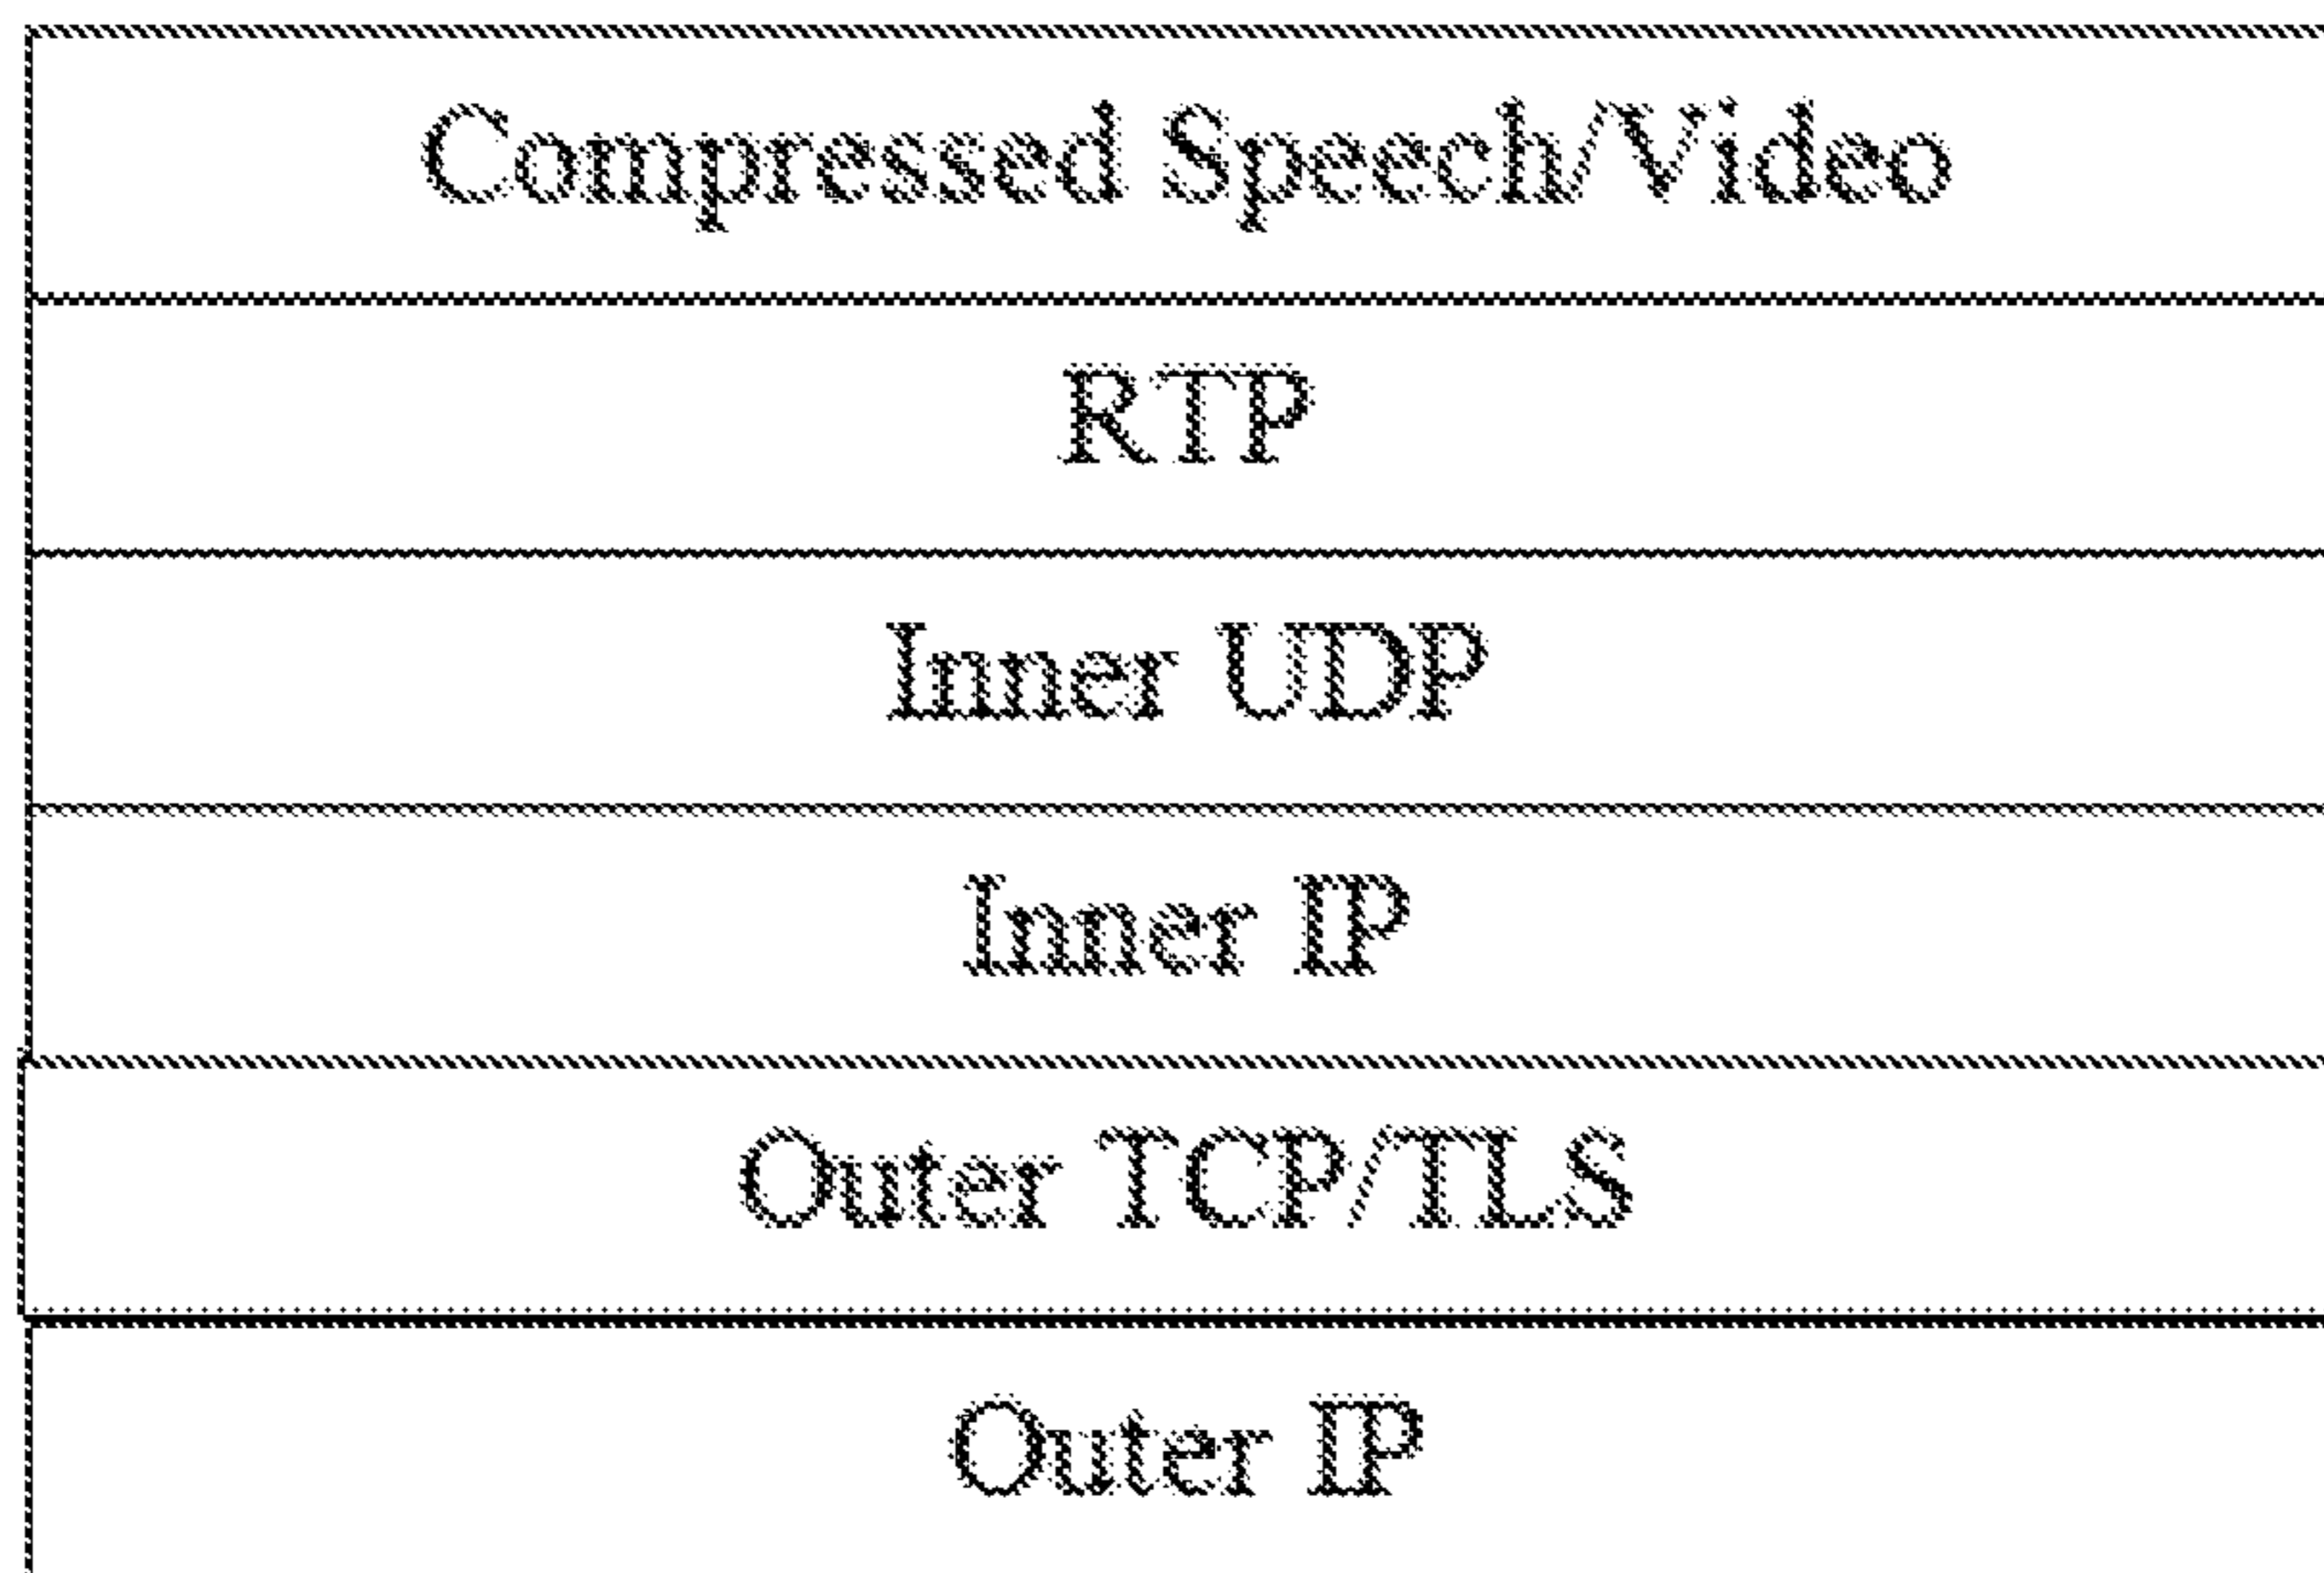 Compressed Speech/Video
RTP
Inner UDP
Inner IP
Outer TCP/TLS
Outer IP